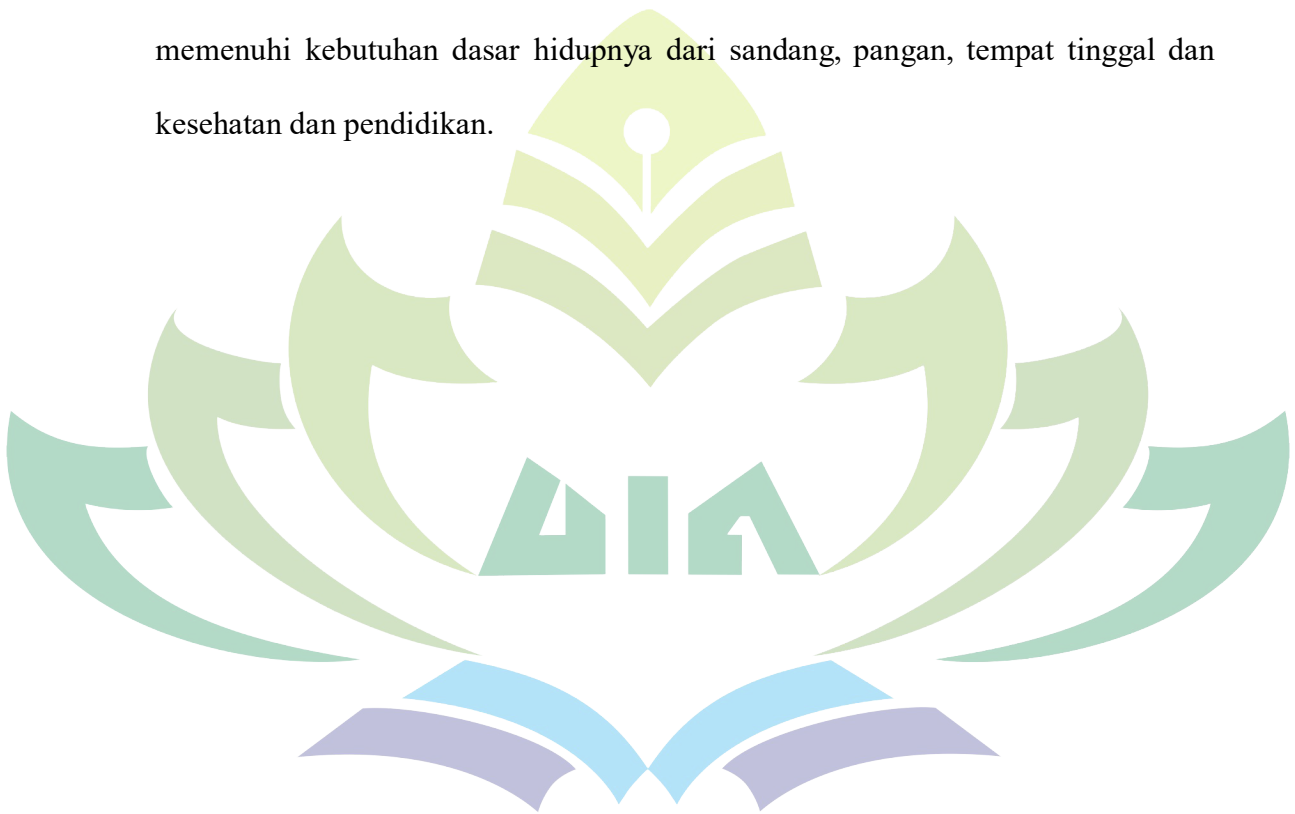 memenuhi kebutuhan dasar hidupnya dari sandang, pangan, tempat tinggal dan
kesehatan dan pendidikan.